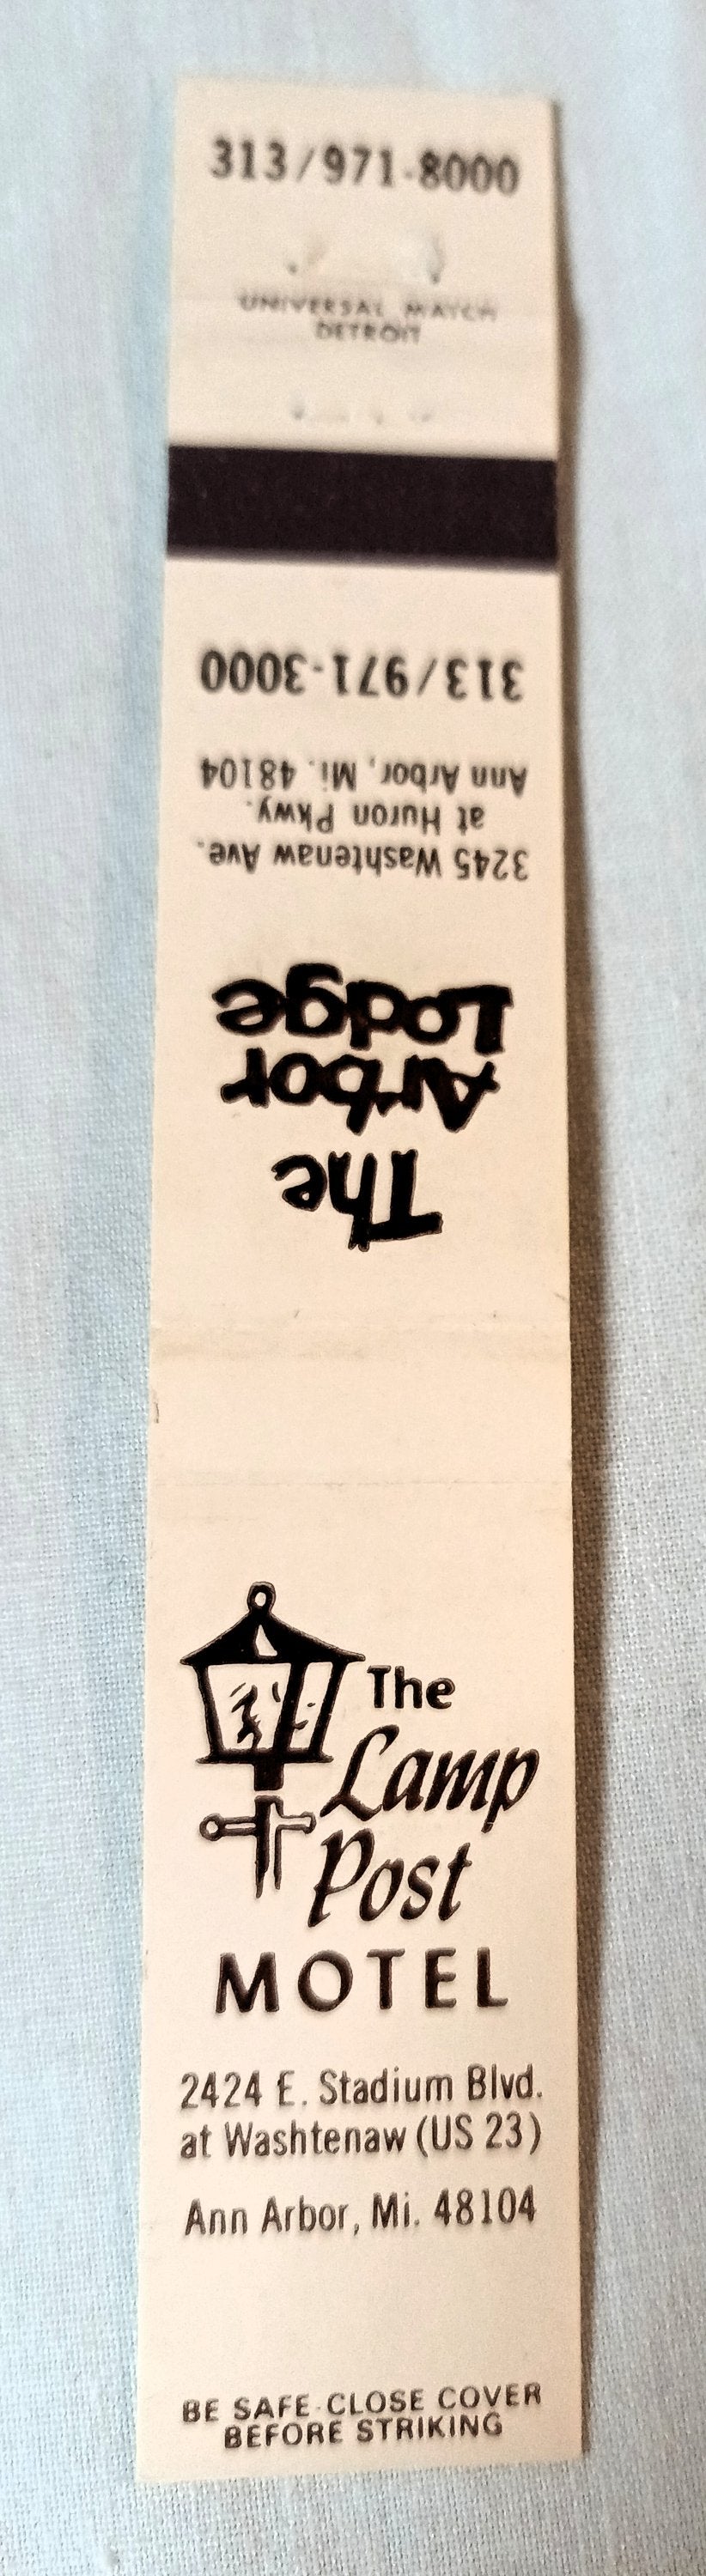 313/971-8000
UNIVERSAL MATCH
DETROIT
The
Arbor
Lodge
3245 Washtenaw Ave.
at Huron Pkwy.
Ann Arbor, Mi. 48104
313/971-3000
The
Lamp
Post
MOTEL
2424 E. Stadium Blvd.
at Washtenaw (US 23)
Ann Arbor, Mi. 48104
BE SAFE-CLOSE COVER
BEFORE STRIKING